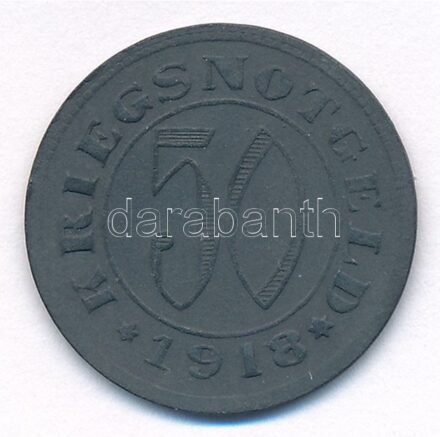 KRIEGSNOTGELD
50
* 1918 *
darabanth